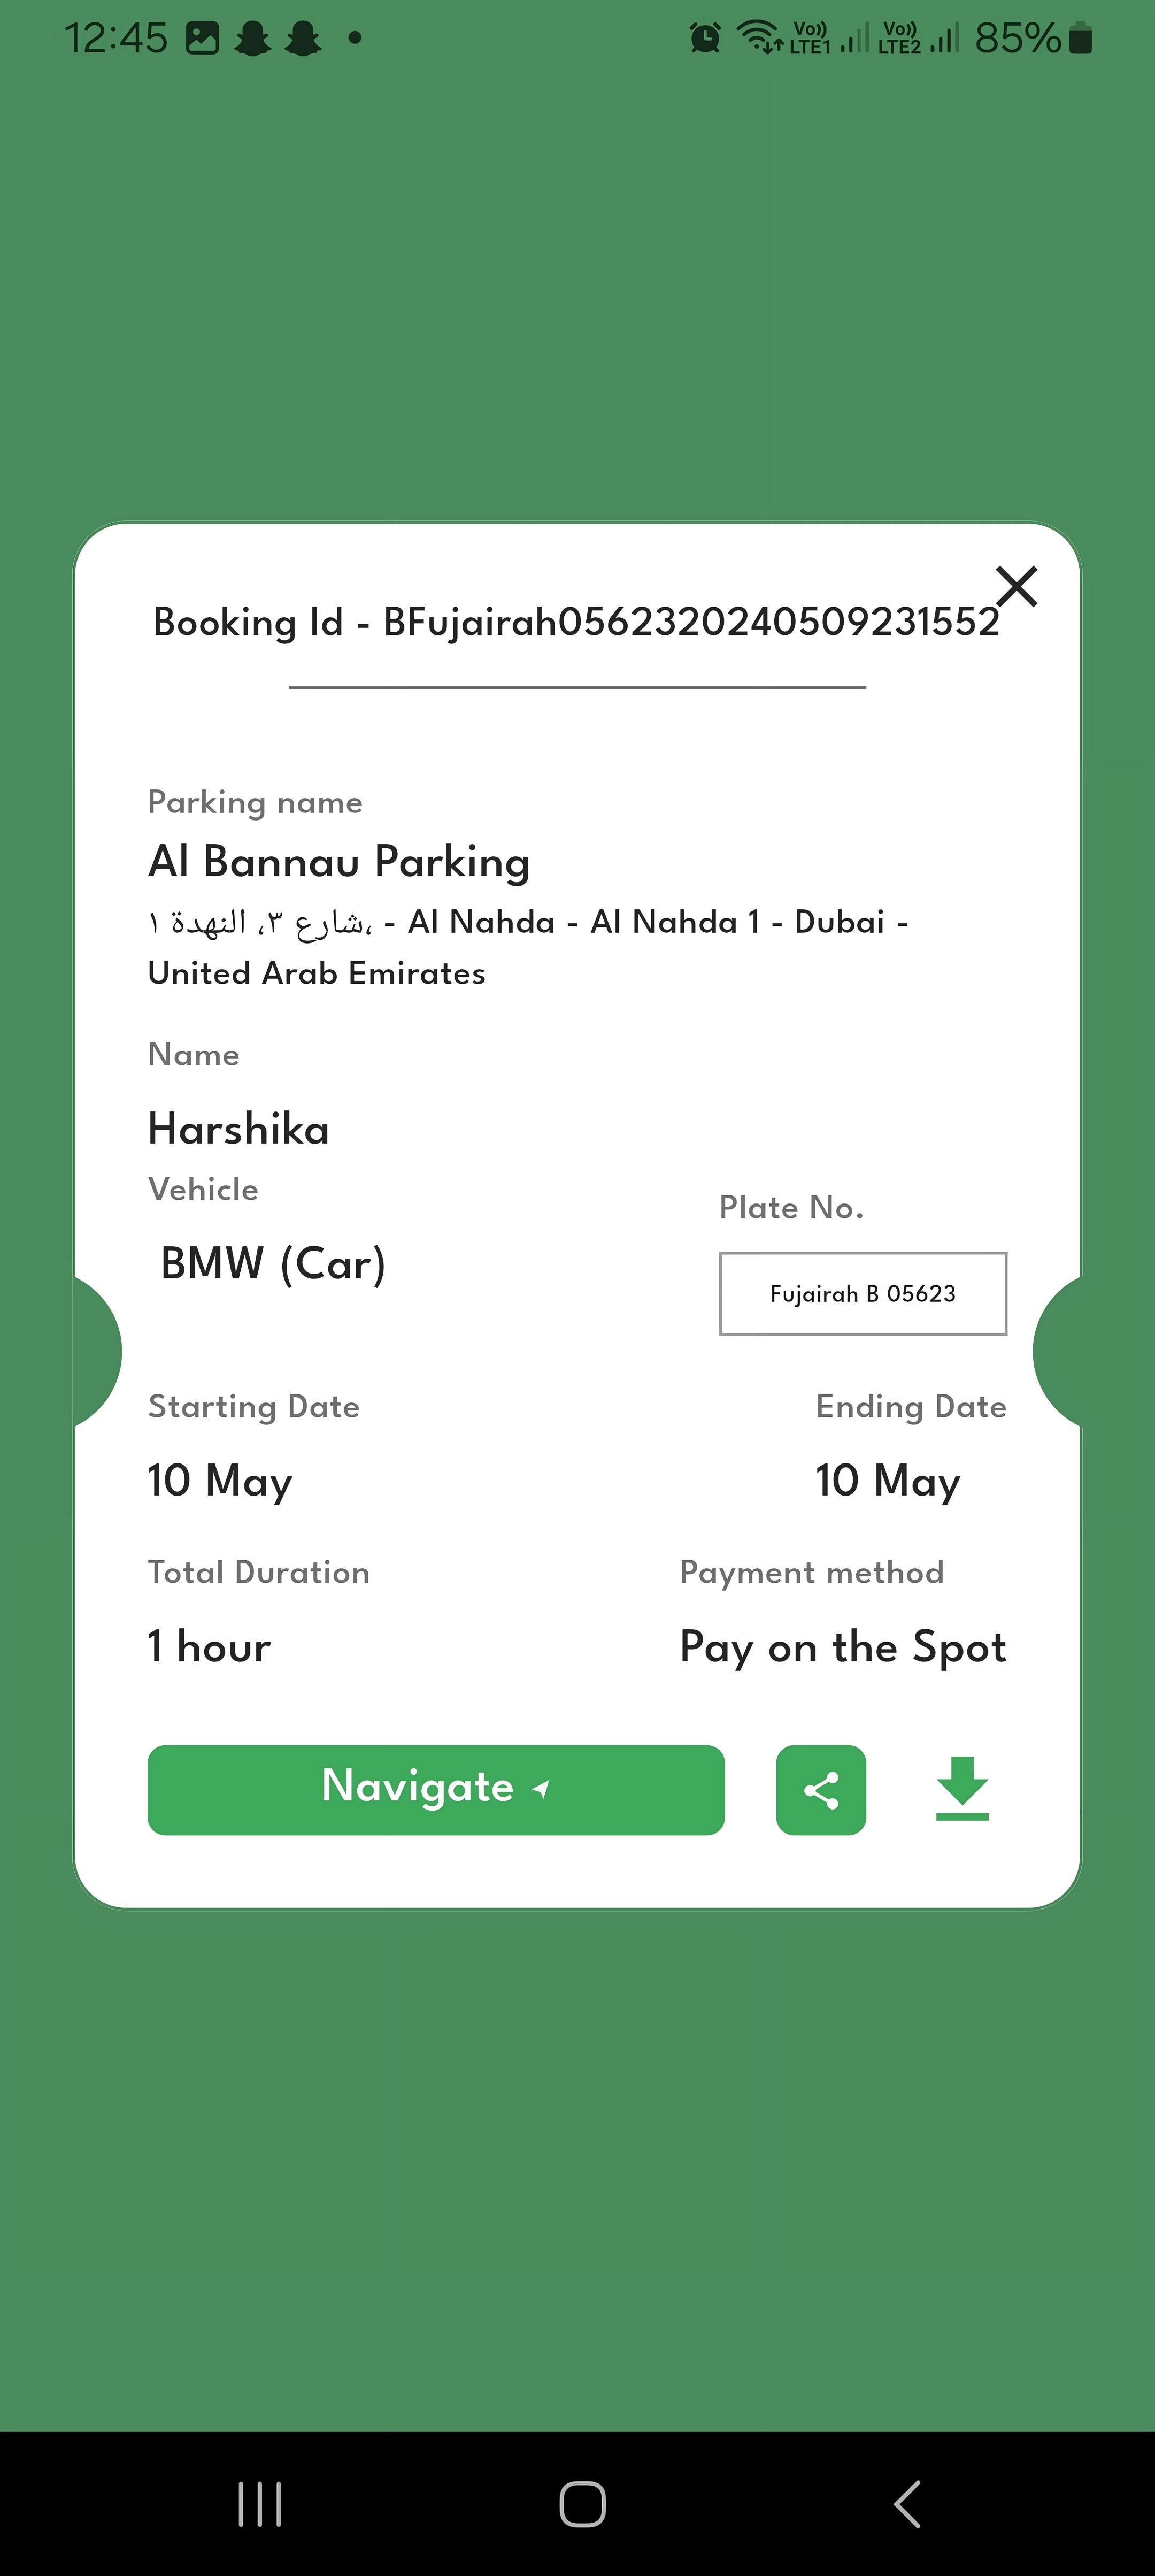 12:45
Vo)) LTE1 Vo)) LTE2 85%
Booking Id - BFujairah0562320240509231552
Parking name
Al Bannau Parking
شارع ٣، النهدة ١، - Al Nahda - Al Nahda 1 - Dubai -
United Arab Emirates
Name
Harshika
Vehicle
Plate No.
BMW (Car)
Fujairah B 05623
Starting Date
Ending Date
10 May
10 May
Total Duration
Payment method
1 hour
Pay on the Spot
Navigate